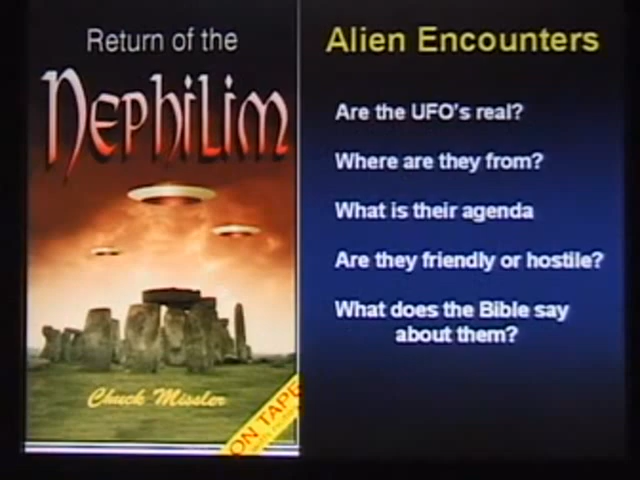 Return of the
Nephilim
Chuck Missler
ON TAPE
Alien Encounters
Are the UFO's real?
Where are they from?
What is their agenda
Are they friendly or hostile?
What does the Bible say
about them?